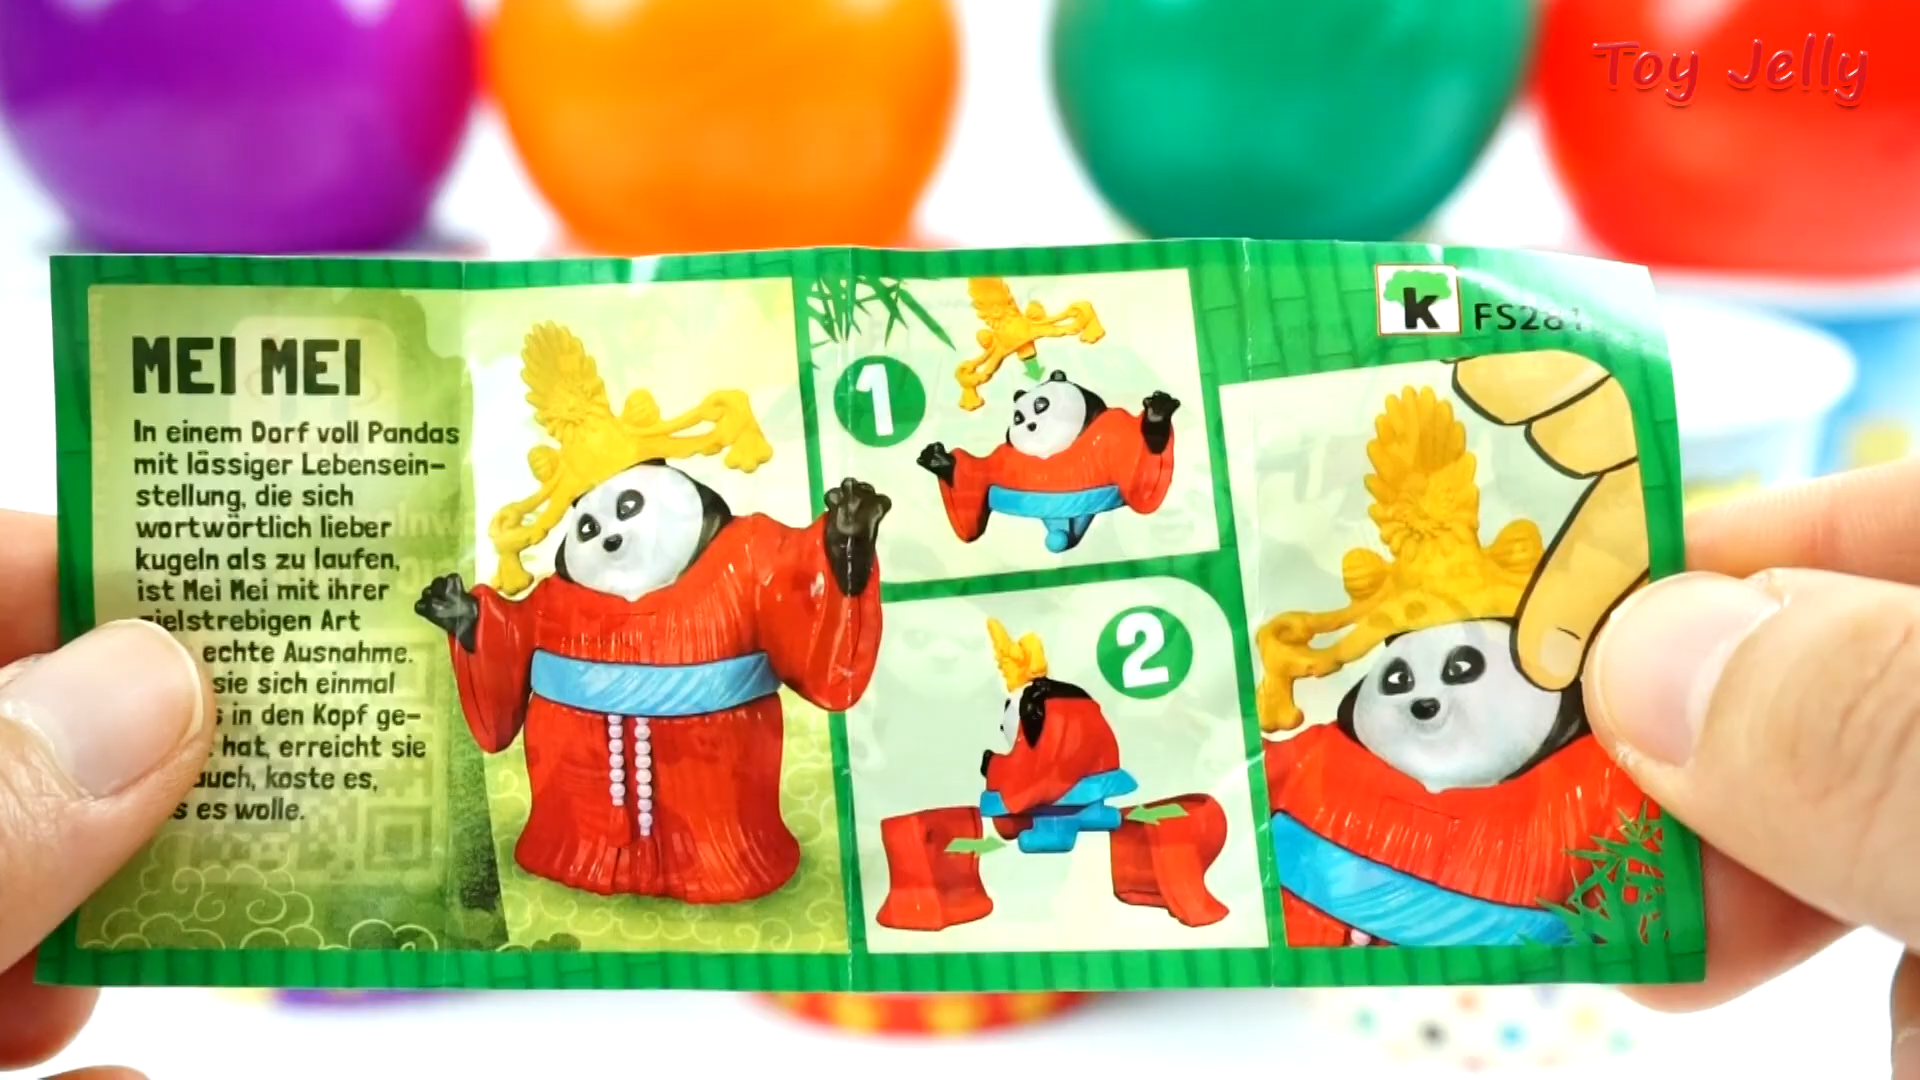 Toy Jelly
K FS281
MEI MEI
In einem Dorf voll Pandas
mit lässiger Lebensein-
stellung, die sich
wortwörtlich lieber
kugeln als zu laufen,
ist Mei Mei mit ihrer
zielstrebigen Art
echte Ausnahme.
sie sich einmal
in den Kopf ge-
hat, erreicht sie
auch, koste es,
es wolle.
1
2